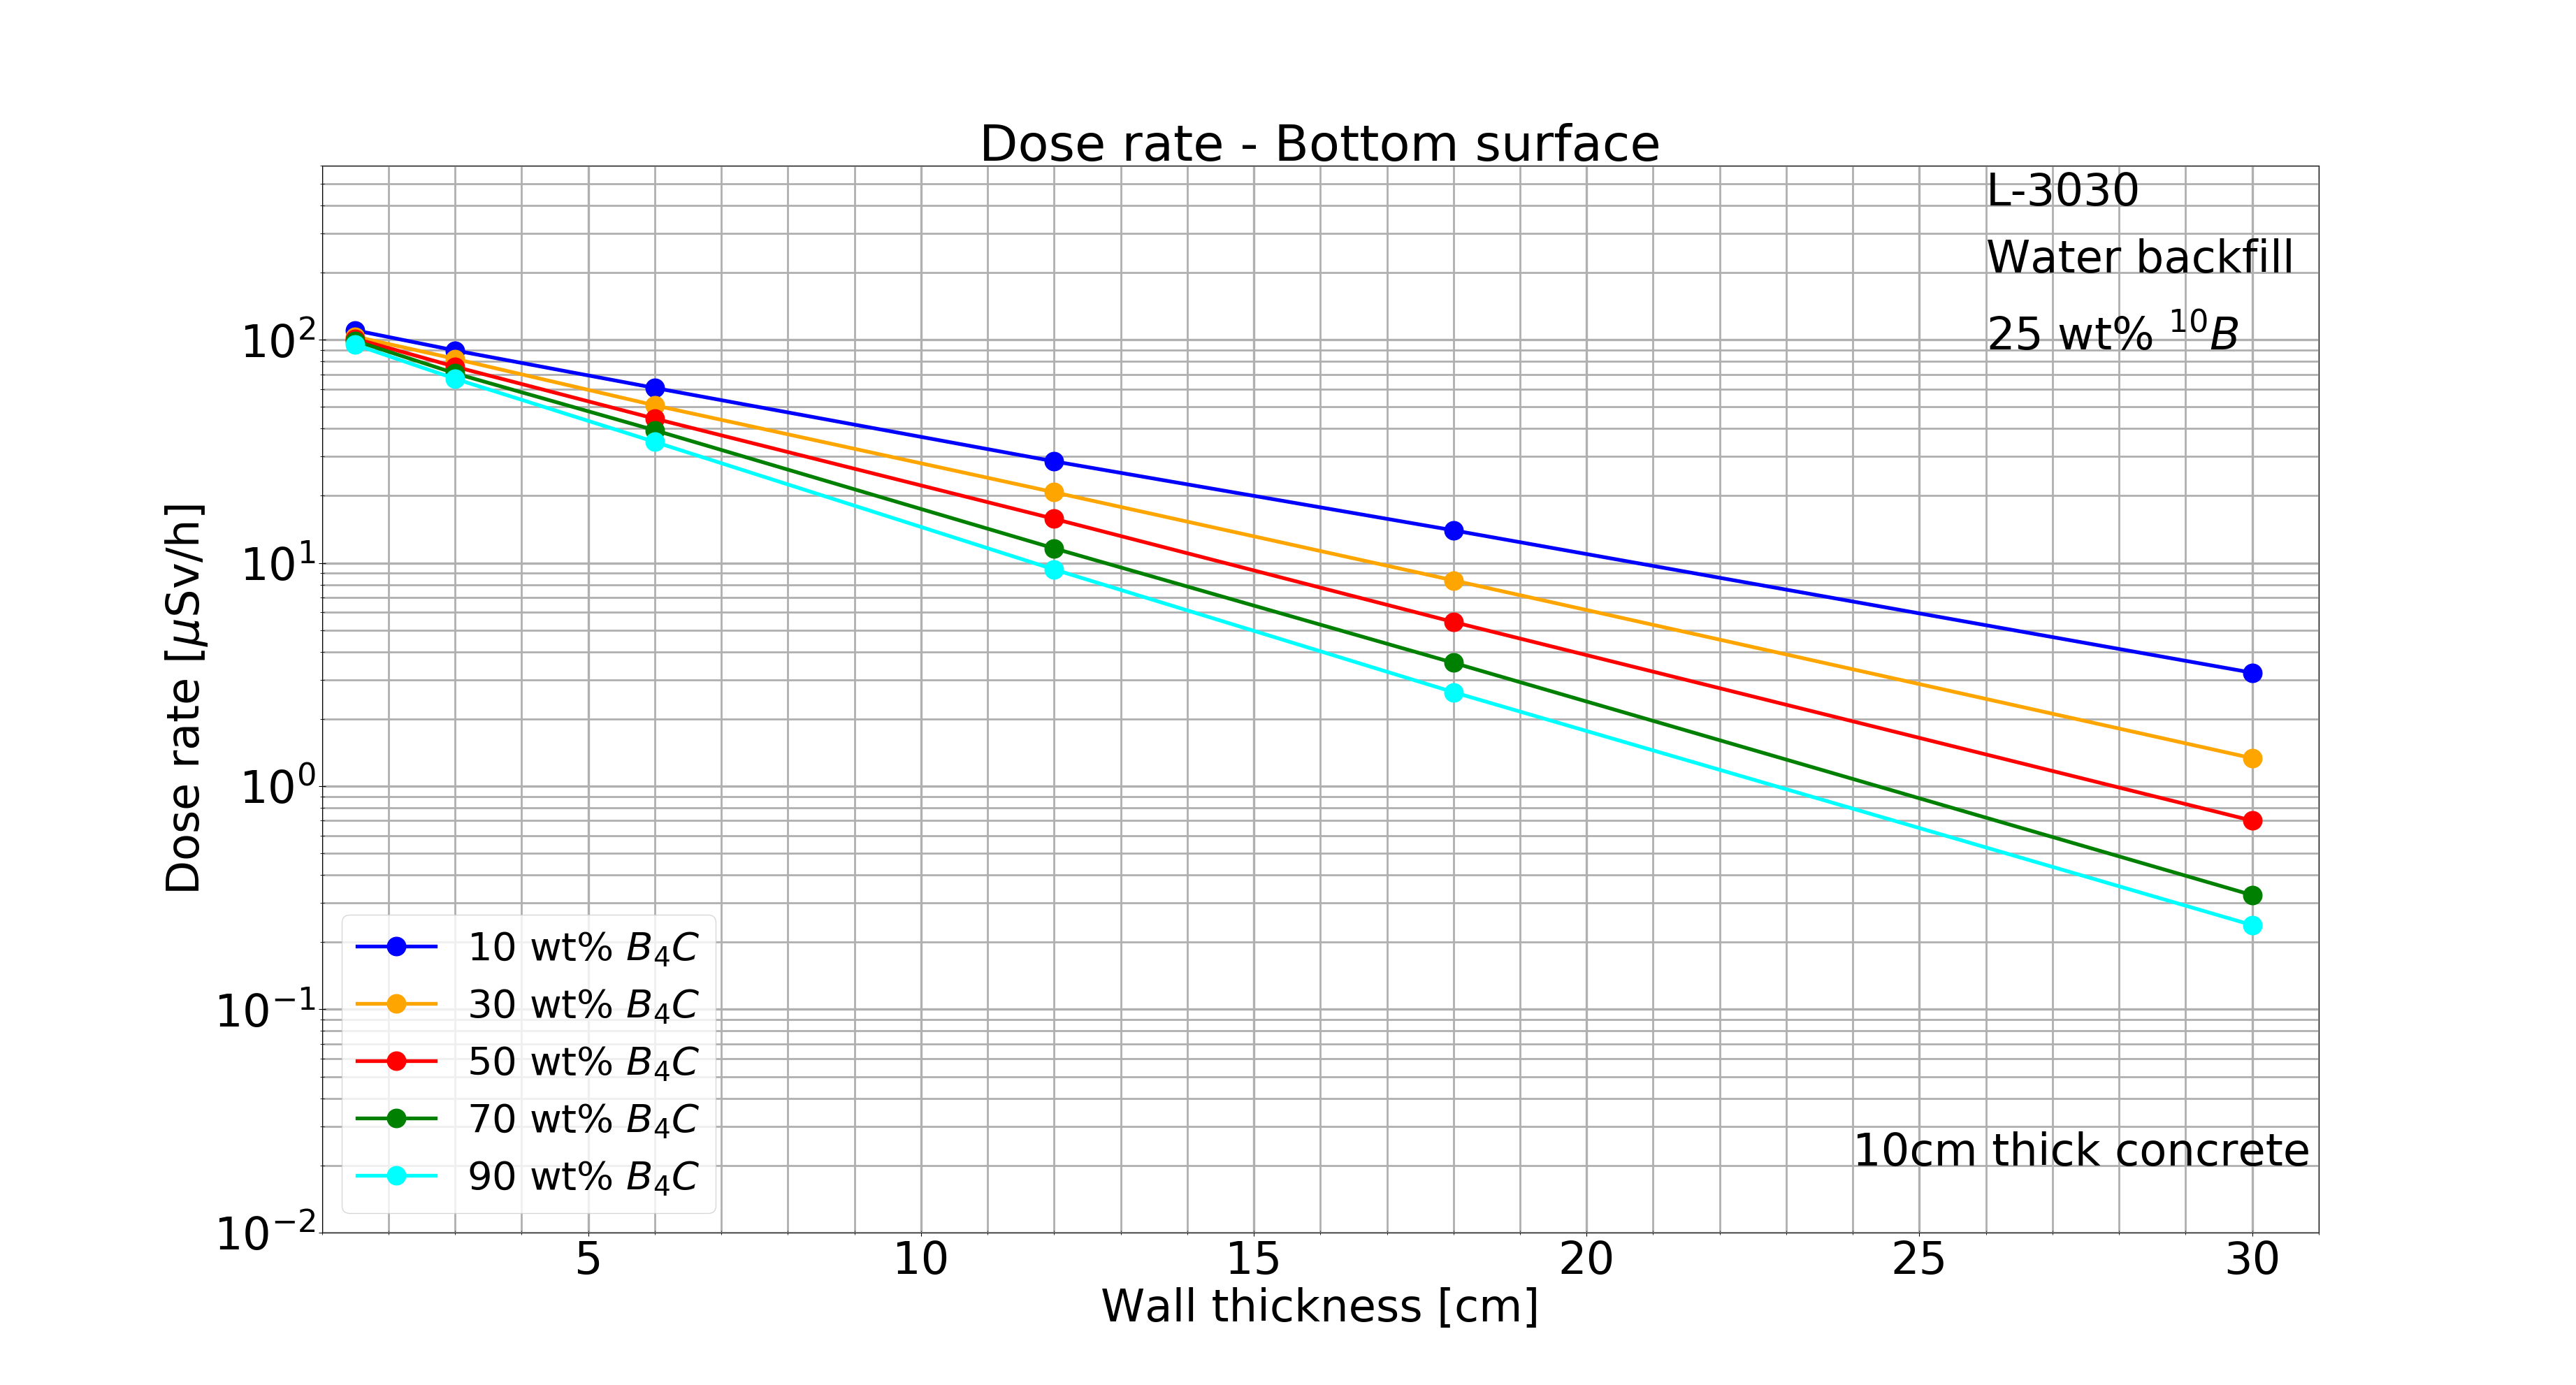 Dose rate - Bottom surface
L-3030
Water backfill
25 wt% ¹⁰B
10²
10¹
10⁰
10⁻¹
10⁻²
Dose rate [μSv/h]
10 wt% B₄C
30 wt% B₄C
50 wt% B₄C
70 wt% B₄C
90 wt% B₄C
10cm thick concrete
5 10 15 20 25 30
Wall thickness [cm]